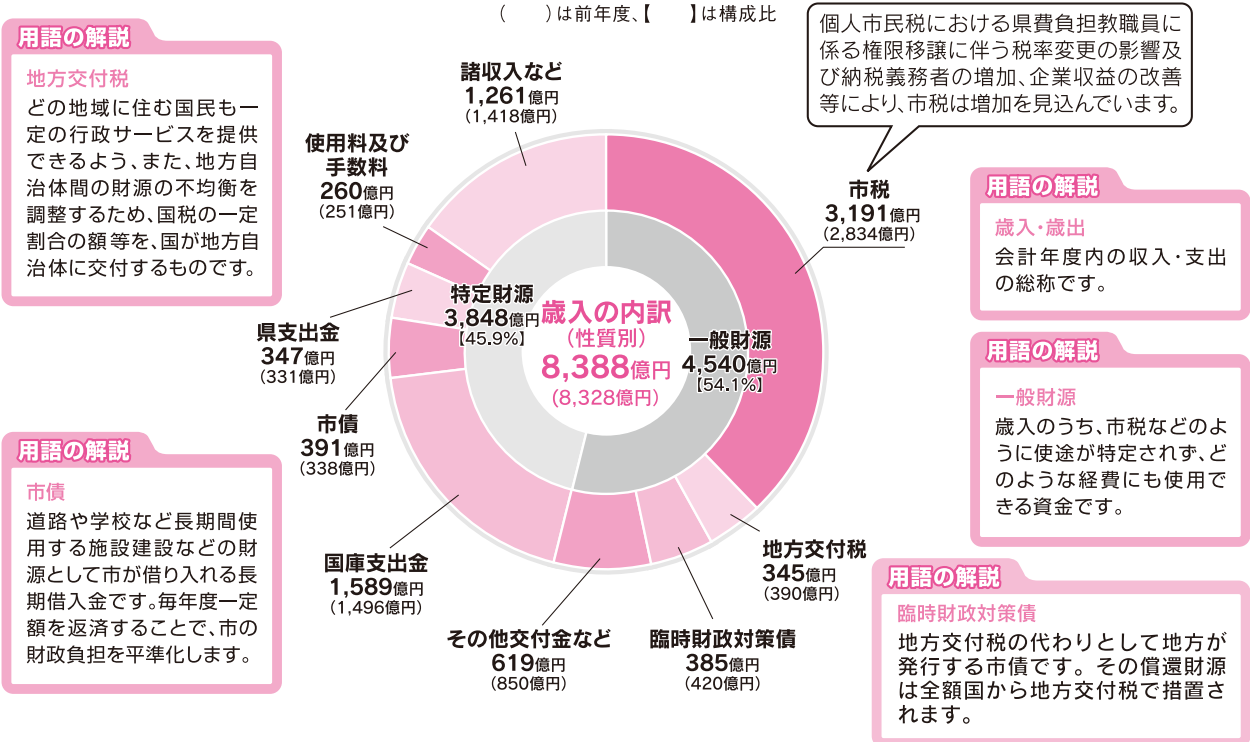 ( )は前年度、【 】は構成比
用語の解説
地方交付税
どの地域に住む国民も一
定の行政サービスを提供
できるよう、また、地方自
治体間の財源の不均衡を
調整するため、国税の一定
割合の額等を、国が地方自
治体に交付するものです。
用語の解説
市債
道路や学校など長期間使
用する施設建設などの財
源として市が借り入れる長
期借入金です。毎年度一定
額を返済することで、市の
財政負担を平準化します。
諸収入など
1,261億円
(1,418億円)
使用料及び
手数料
260億円
(251億円)
県支出金
347億円
(331億円)
市債
391億円
(338億円)
国庫支出金
1,589億円
(1,496億円)
その他交付金など
619億円
(850億円)
臨時財政対策債
385億円
(420億円)
地方交付税
345億円
(390億円)
市税
3,191億円
(2,834億円)
特定財源
3,848億円
【45.9%】
歳入の内訳
(性質別)
8,388億円
(8,328億円)
一般財源
4,540億円
【54.1%】
個人市民税における県費負担教職員に
係る権限移譲に伴う税率変更の影響及
び納税義務者の増加、企業収益の改善
等により、市税は増加を見込んでいます。
用語の解説
歳入・歳出
会計年度内の収入・支出
の総称です。
用語の解説
一般財源
歳入のうち、市税などのよ
うに使途が特定されず、ど
のような経費にも使用で
きる資金です。
用語の解説
臨時財政対策債
地方交付税の代わりとして地方が
発行する市債です。その償還財源
は全額国から地方交付税で措置さ
れます。